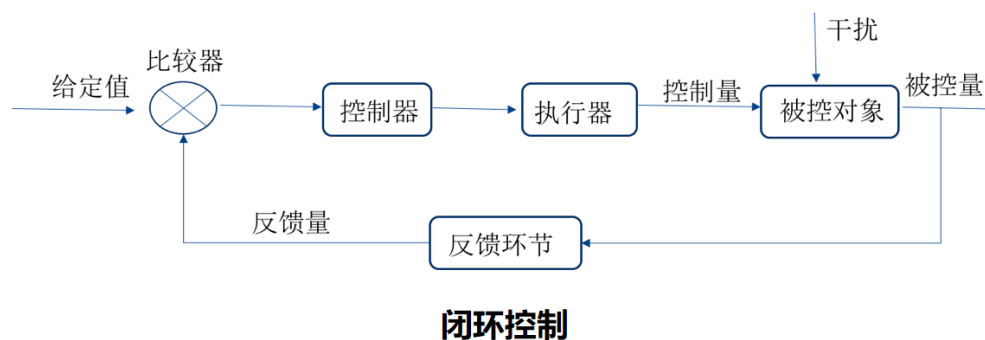 干扰
比较器
给定值
控制器
执行器
控制量
被控对象
被控量
反馈量
反馈环节
闭环控制